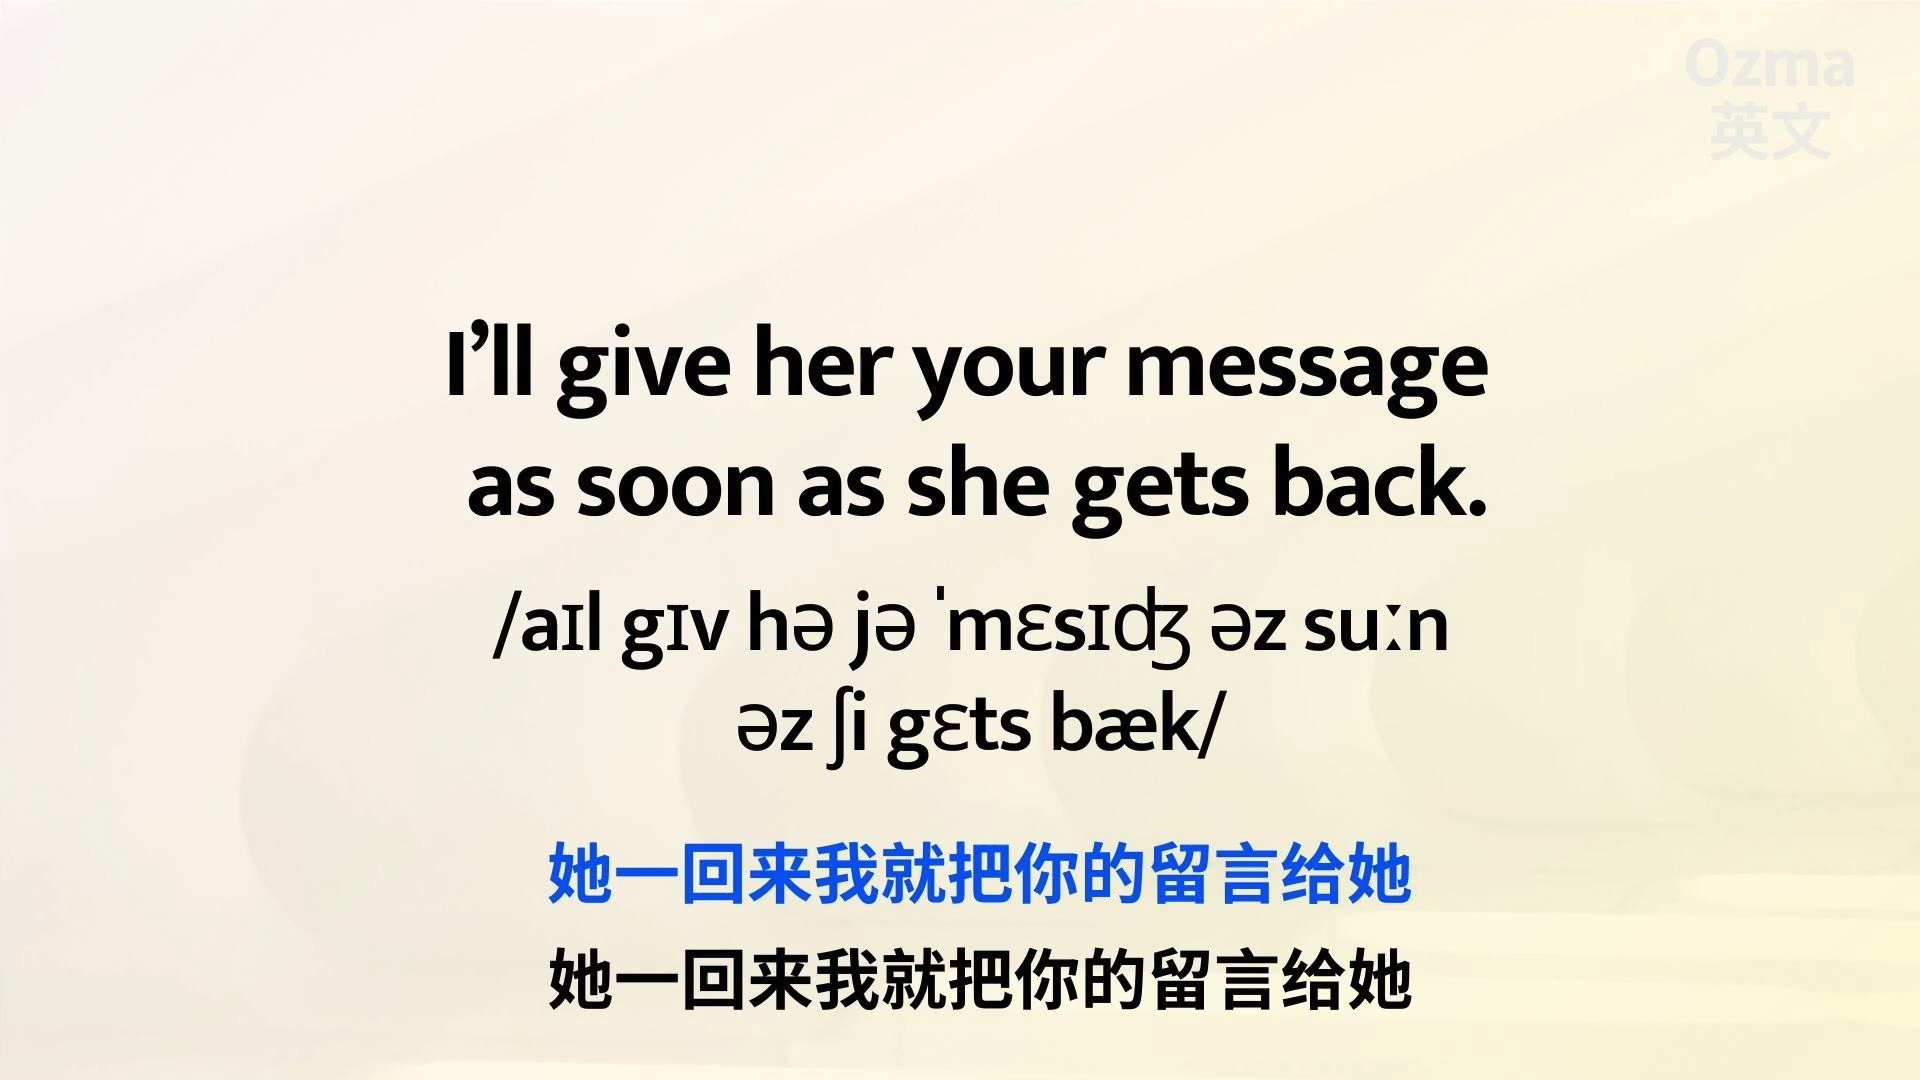 Ozma
英文
I’ll give her your message
as soon as she gets back.
/aɪl gɪv hə jə ˈmɛsɪʤ əz suːn
əz ʃi gɛts bæk/
她一回来我就把你的留言给她
她一回来我就把你的留言给她